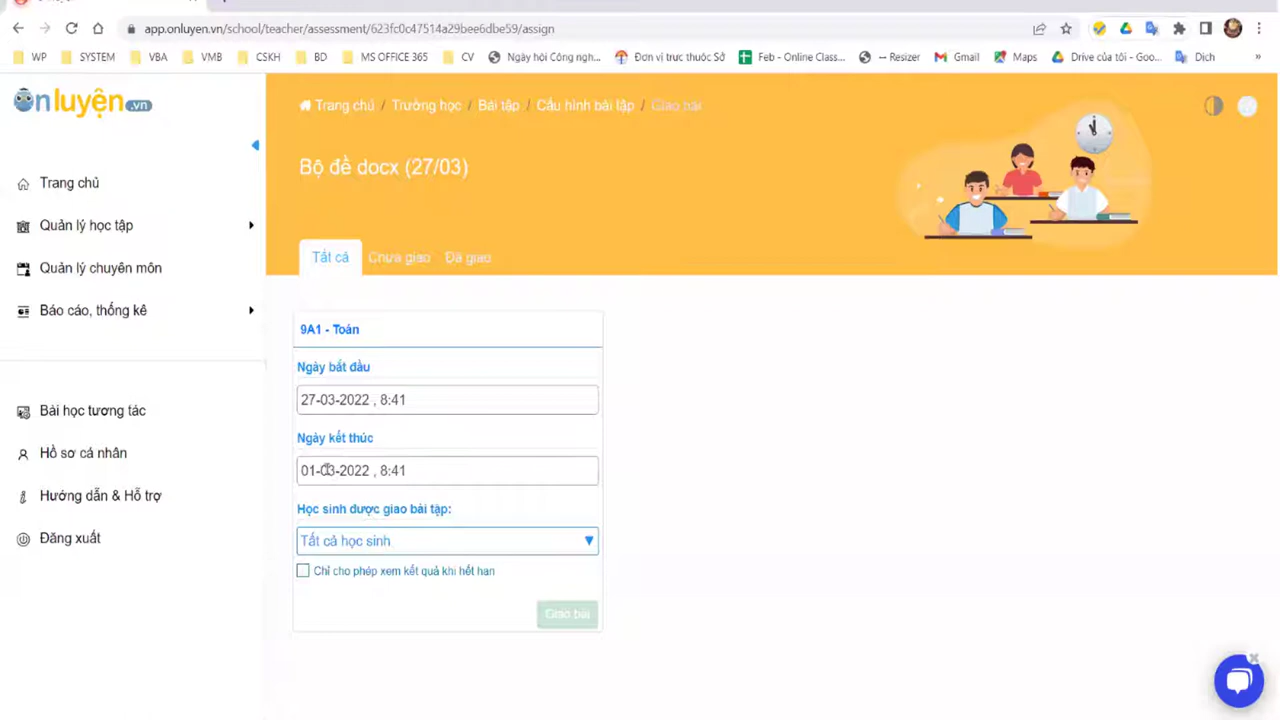 app.onluyen.vn/school/teacher/assessment/623fc0c47514a29bee6dbe59/assign
WP SYSTEM VBA VMB CSKH BD MS OFFICE 365 CV Ngày hội Công ngh... Đơn vị trưc thuộc Sở Feb - Online Class... -- Resizer Gmail Maps Drive của tôi - Goo... Dịch »
Ônluyện.vn
Trang chủ / Trường học / Bài tập / Cấu hình bài tập / Giao bài
Bộ đề docx (27/03)
Tất cả Chưa giao Đã giao
Trang chủ
Quản lý học tập
Quản lý chuyên môn
Báo cáo, thống kê
Bài học tương tác
Hồ sơ cá nhân
Hướng dẫn & Hỗ trợ
Đăng xuất
9A1 - Toán
Ngày bắt đầu
27-03-2022 , 8:41
Ngày kết thúc
01-03-2022 , 8:41
Học sinh được giao bài tập:
Tất cả học sinh
Chỉ cho phép xem kết quả khi hết hạn
Giao bài